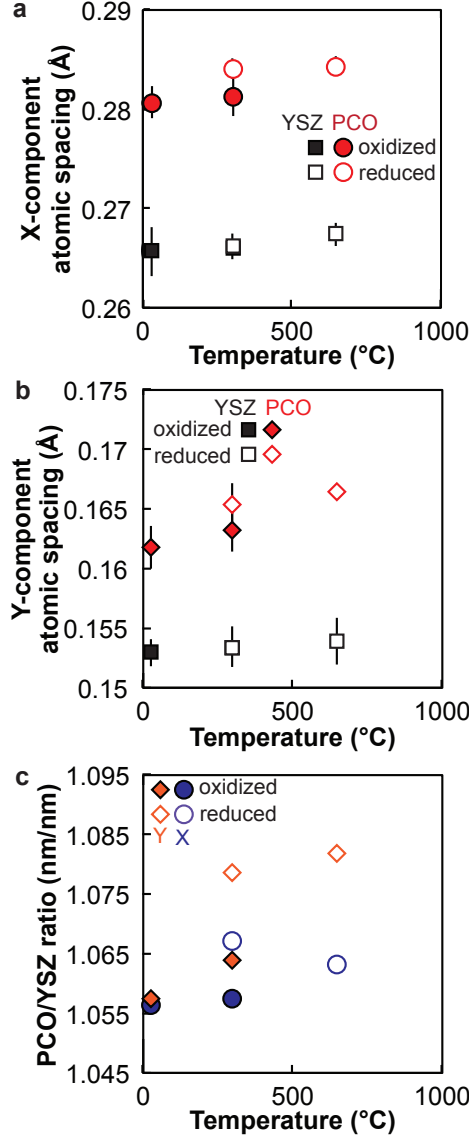 a
X-component
atomic spacing (Å)
0.29
0.28
0.27
0.26
YSZ PCO
oxidized
reduced
0 500 1000
Temperature (°C)
b
Y-component
atomic spacing (Å)
0.175
0.17
0.165
0.16
0.155
0.15
YSZ PCO
oxidized
reduced
0 500 1000
Temperature (°C)
c
PCO/YSZ ratio (nm/nm)
1.095
1.085
1.075
1.065
1.055
1.045
oxidized
reduced
Y X
0 500 1000
Temperature (°C)